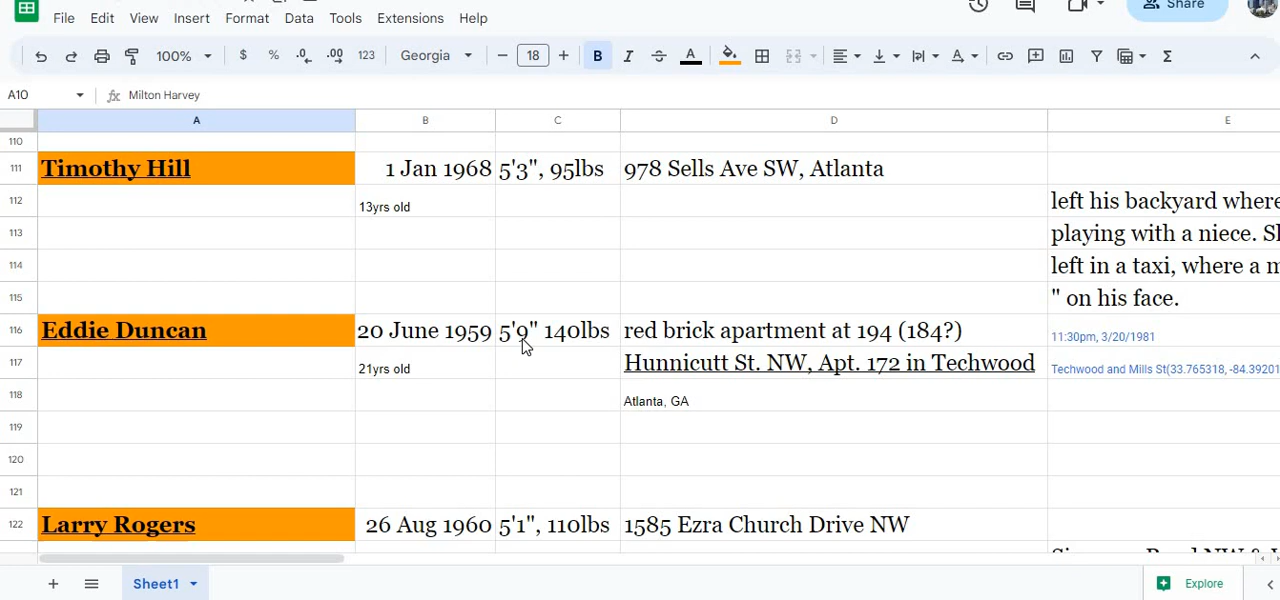 File Edit View Insert Format Data Tools Extensions Help Share
100% $ % .0 .00 123 Georgia 18 B I A
A10 fx Milton Harvey
A B C D E
110
111 Timothy Hill 1 Jan 1968 5'3", 95lbs 978 Sells Ave SW, Atlanta
112 13yrs old left his backyard where
113 playing with a niece.
114 left in a taxi, where a
115 " on his face.
116 Eddie Duncan 20 June 1959 5'9" 140lbs red brick apartment at 194 (184?) 11:30pm, 3/20/1981
117 21yrs old Hunnicutt St. NW, Apt. 172 in Techwood Techwood and Mills St(33.765318, -84.39201
118 Atlanta, GA
119
120
121
122 Larry Rogers 26 Aug 1960 5'1", 110lbs 1585 Ezra Church Drive NW
Sheet1 Explore